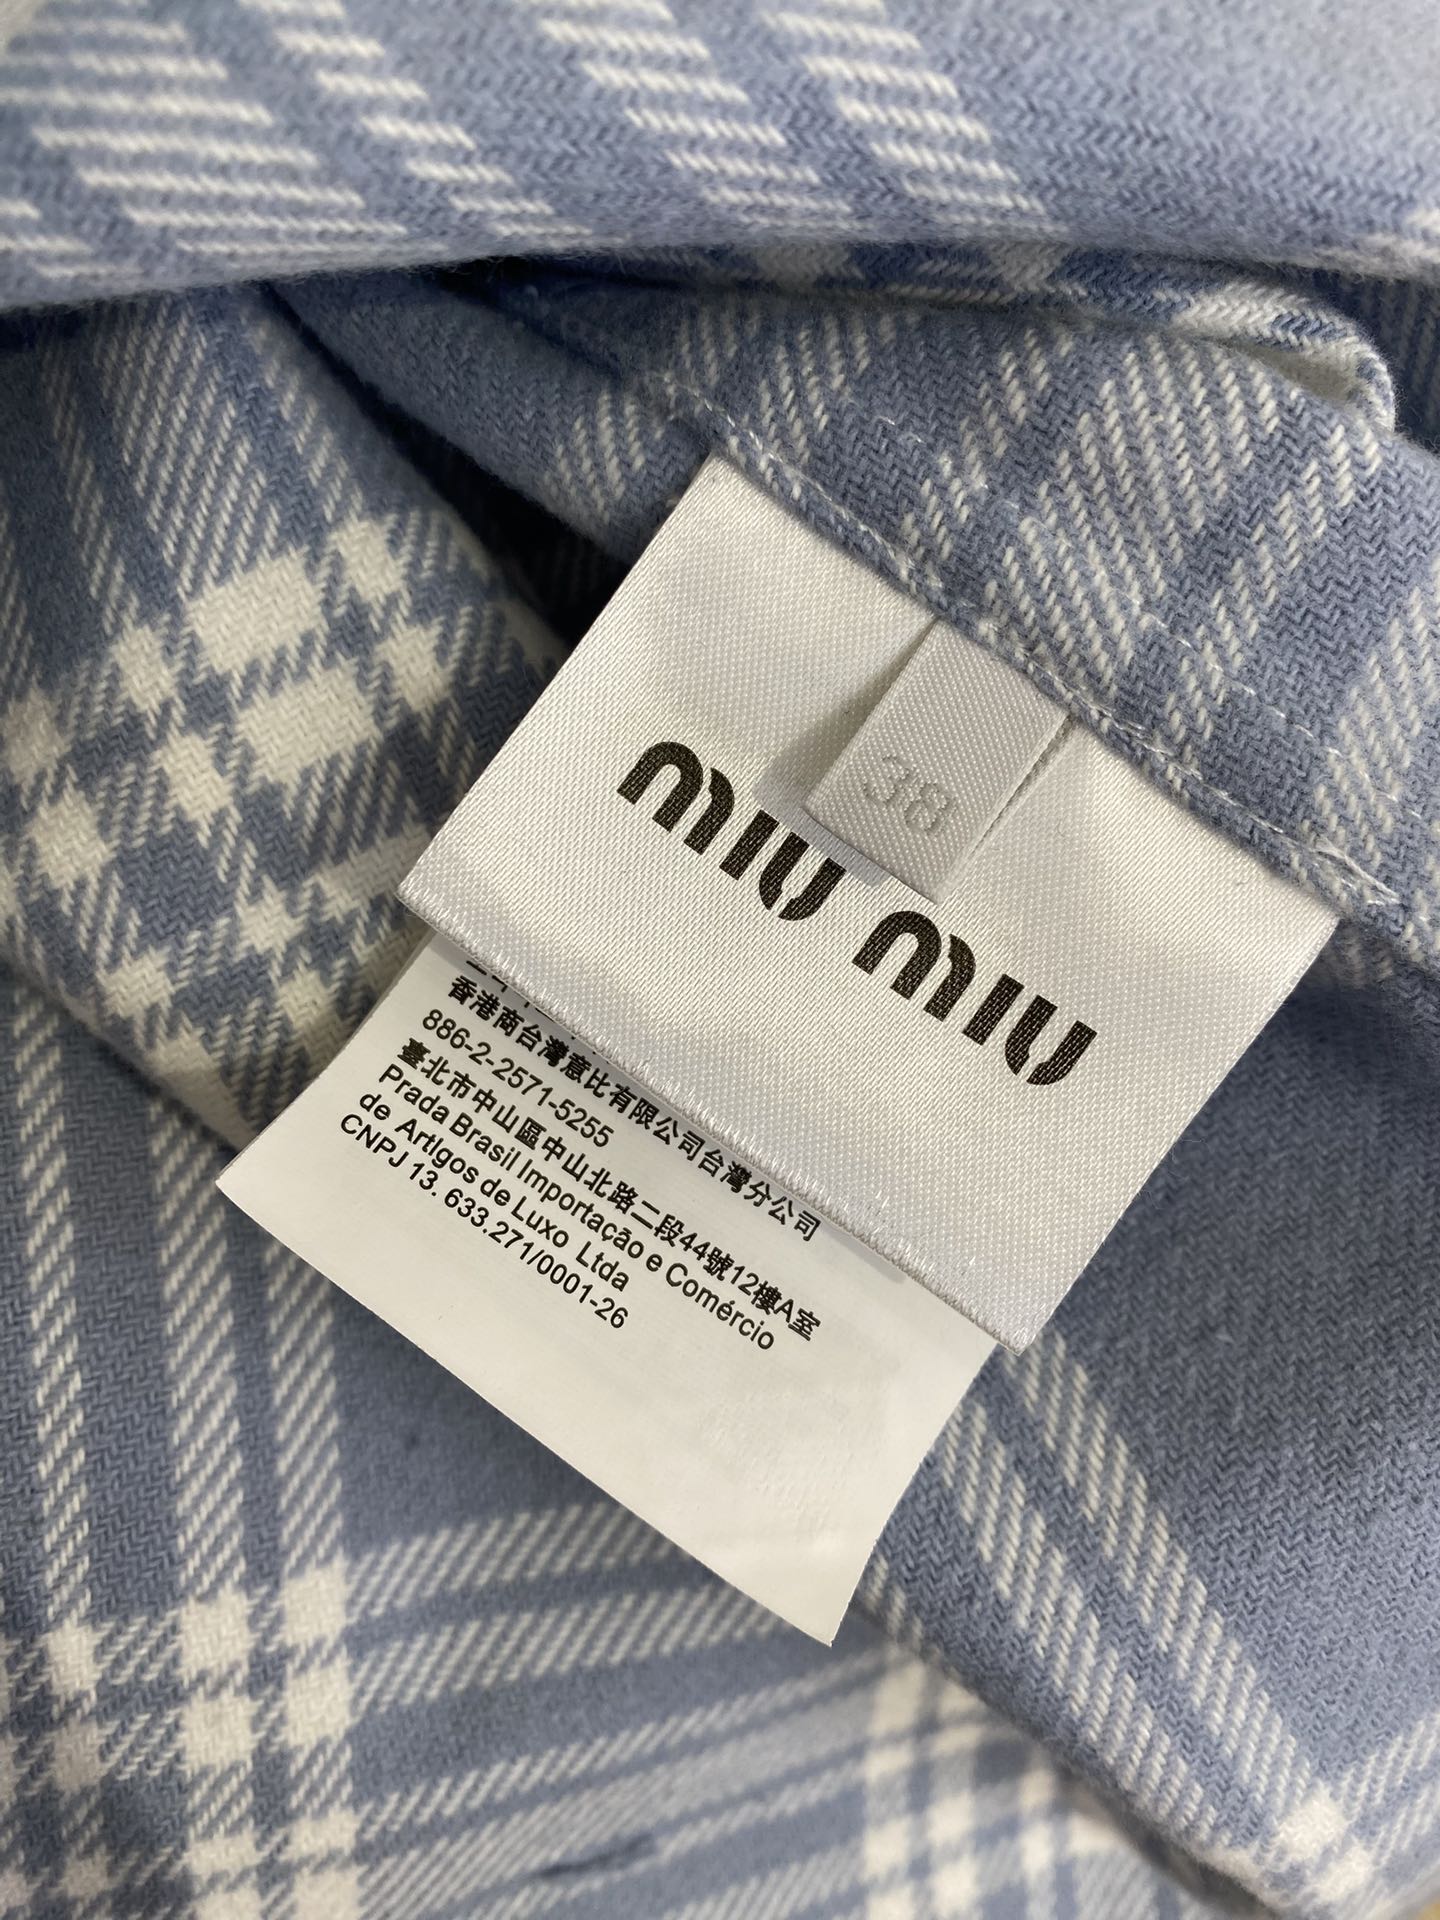 38
miu miu
香港商台灣意比有限公司台灣分公司
886-2-2571-5255
臺北市中山區中山北路二段44號12樓A室
Prada Brasil Importação e Comércio
de Artigos de Luxo Ltda
CNPJ 13. 633.271/0001-26